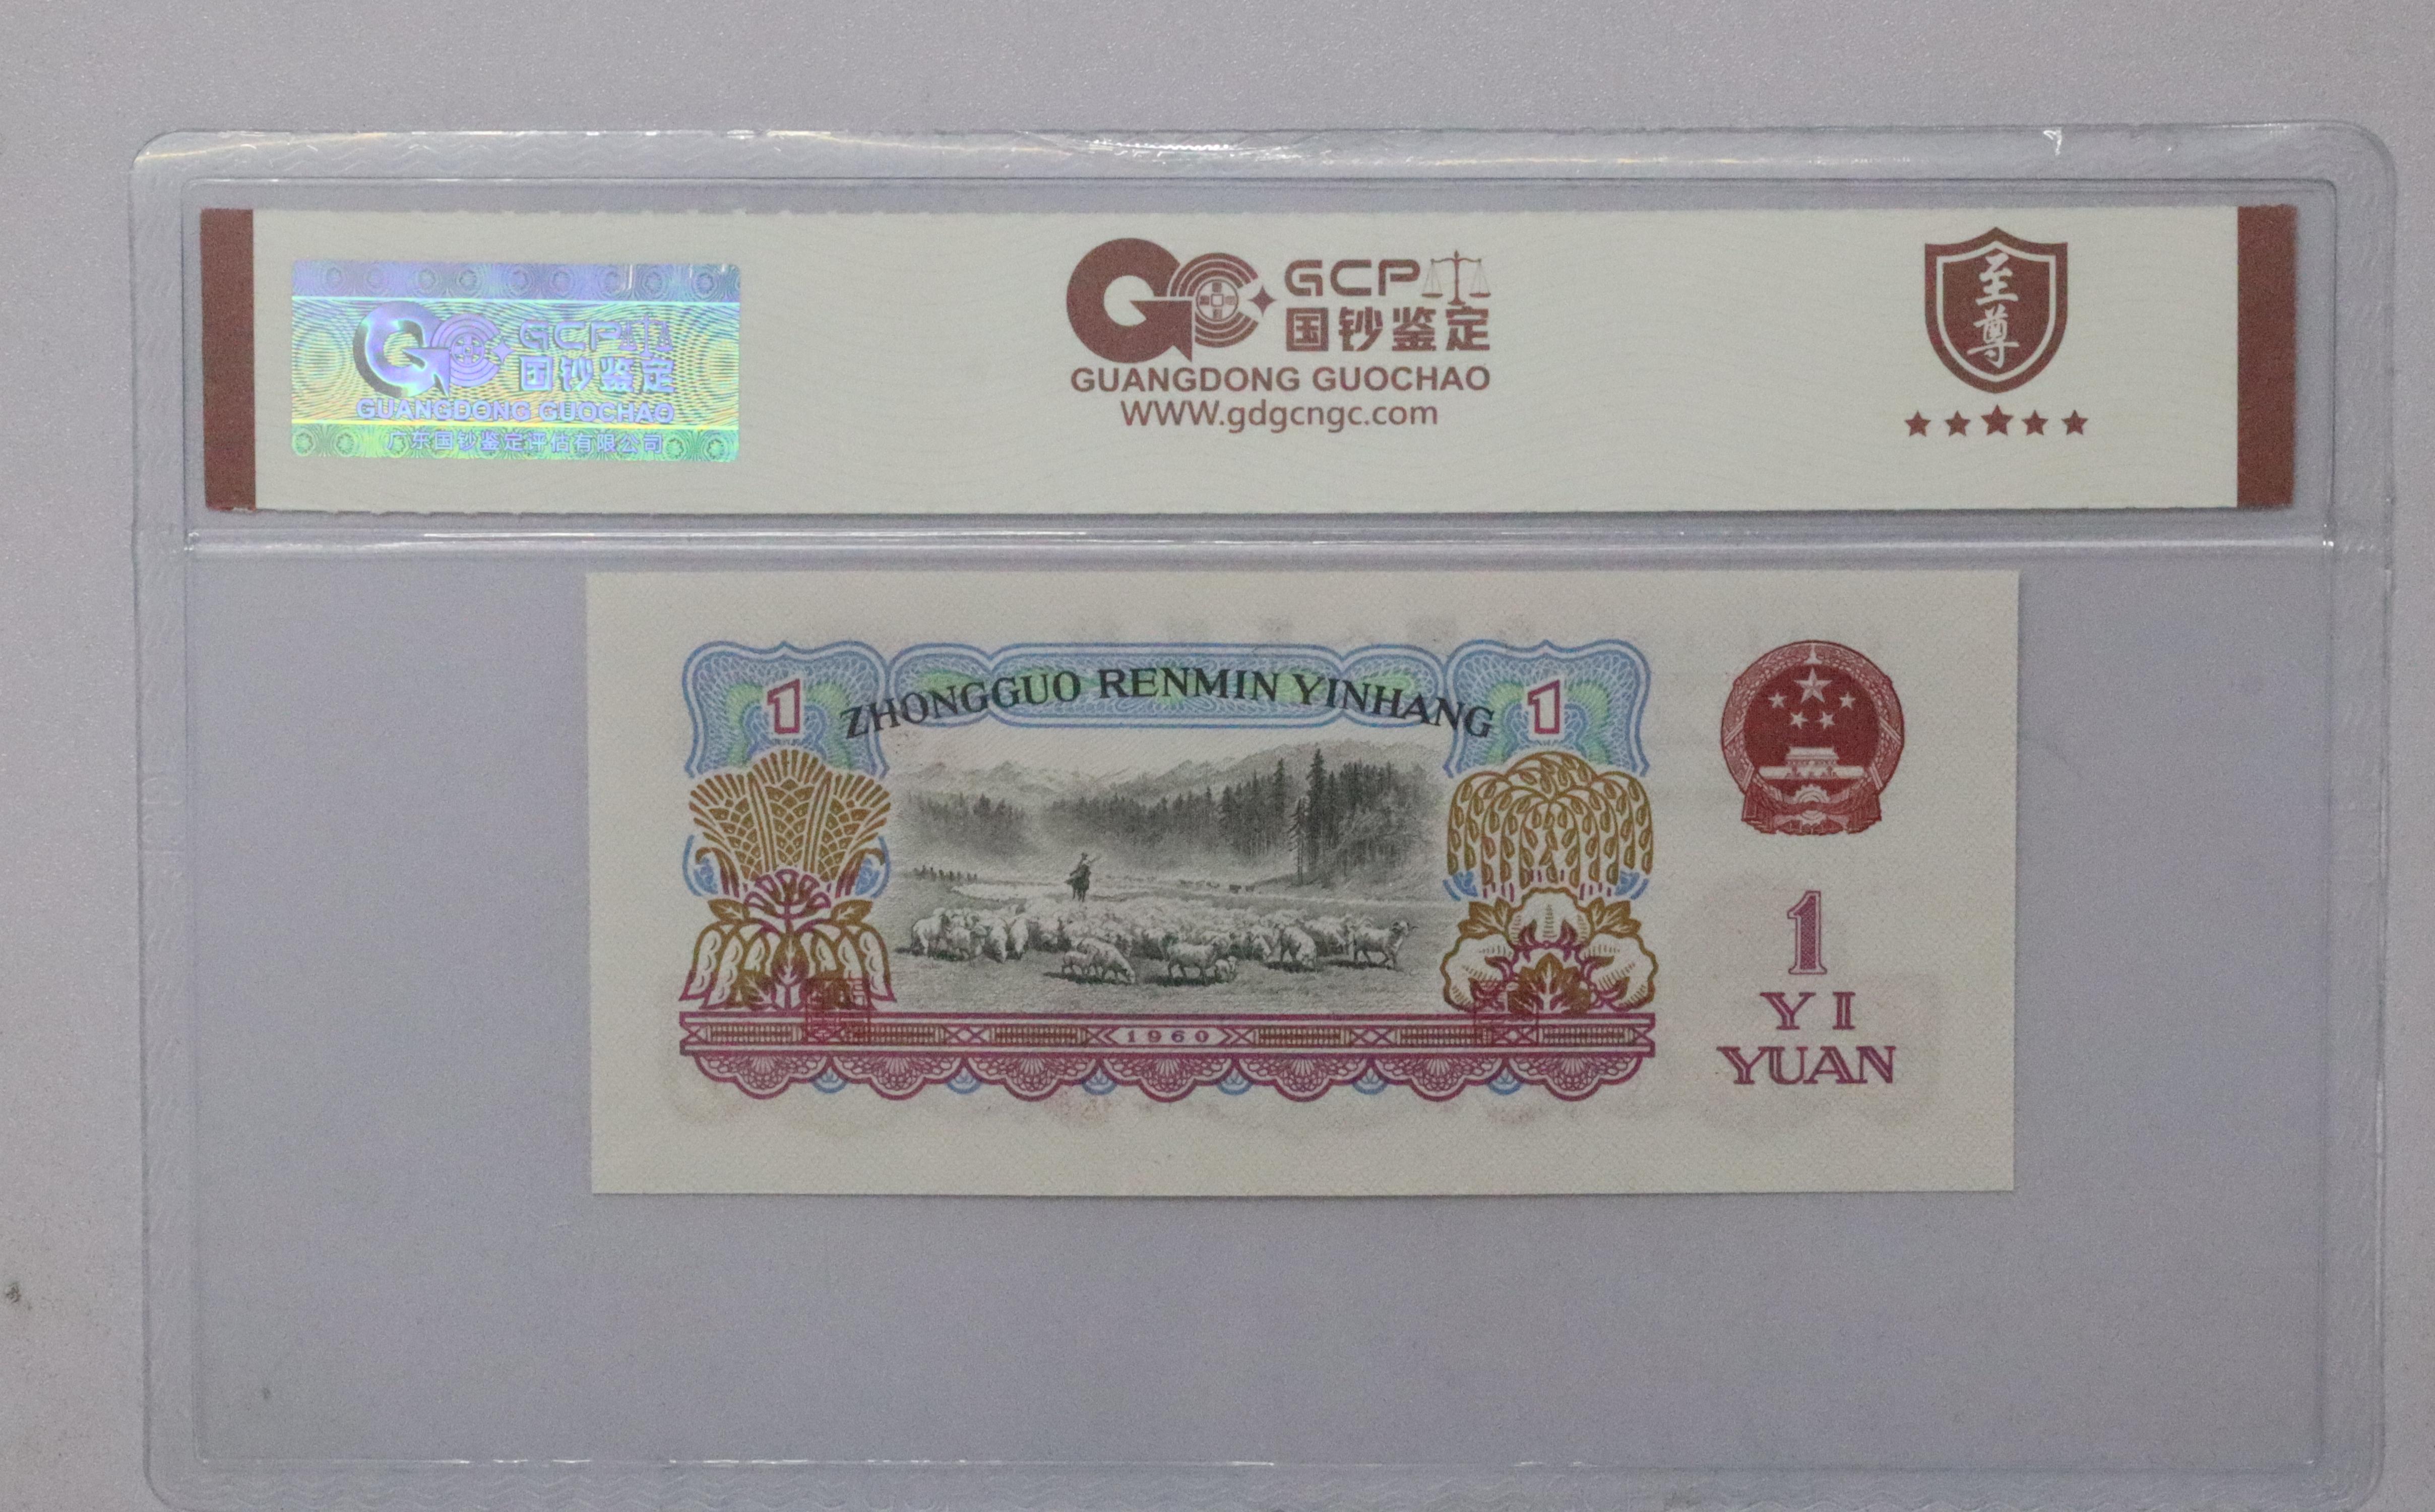 GCP
国钞鉴定
GUANGDONG GUOCHAO
广东国钞鉴定评估有限公司
GCP
国钞鉴定
GUANGDONG GUOCHAO
WWW.gdgcngc.com
至尊
ZHONGGUO RENMIN YINHANG
1
1
1960
1
YI
YUAN